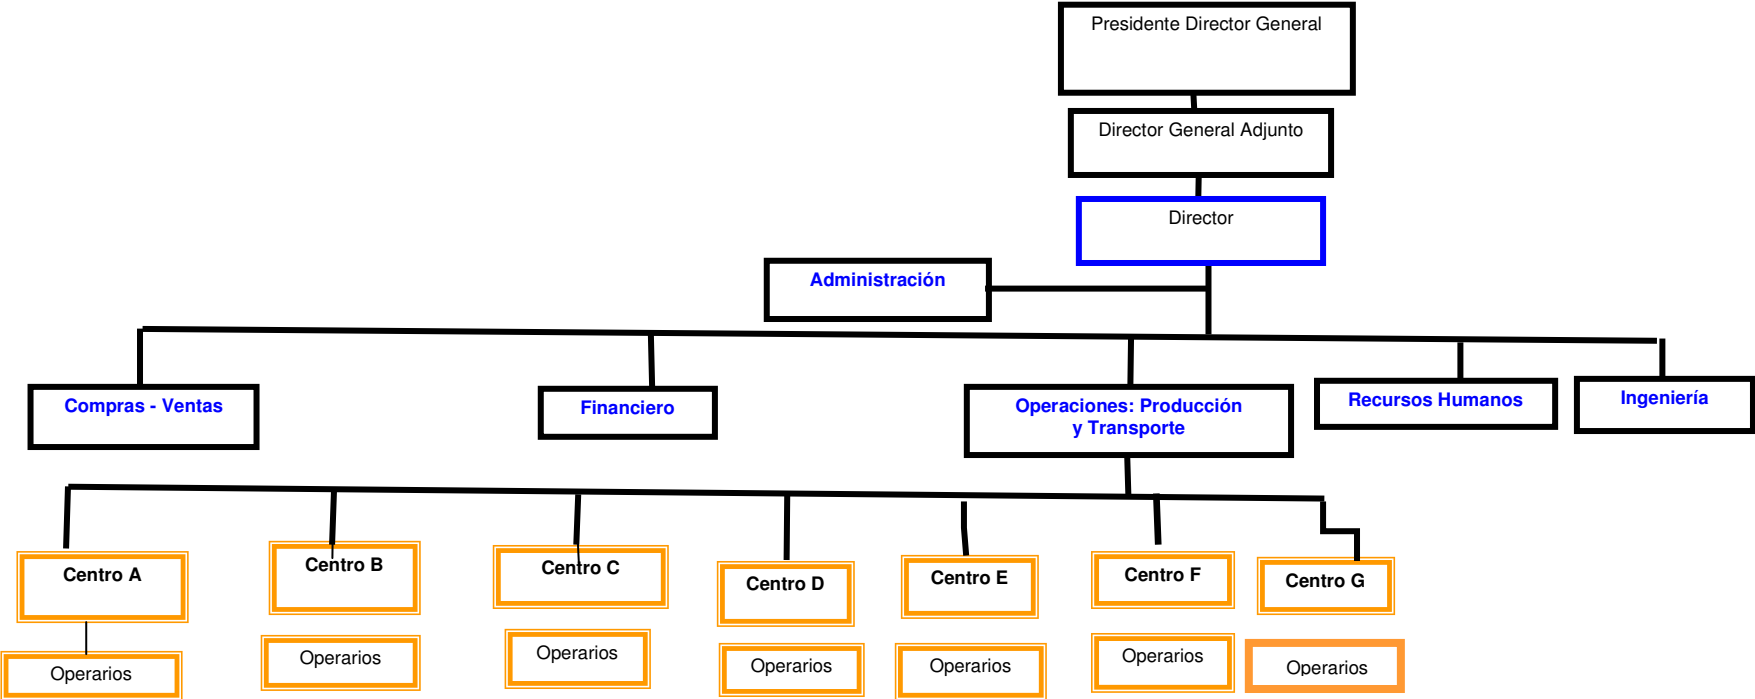 Presidente Director General
Director General Adjunto
Director
Administración
Compras - Ventas
Financiero
Operaciones: Producción
y Transporte
Recursos Humanos
Ingeniería
Centro A
Centro B
Centro C
Centro D
Centro E
Centro F
Centro G
Operarios
Operarios
Operarios
Operarios
Operarios
Operarios
Operarios